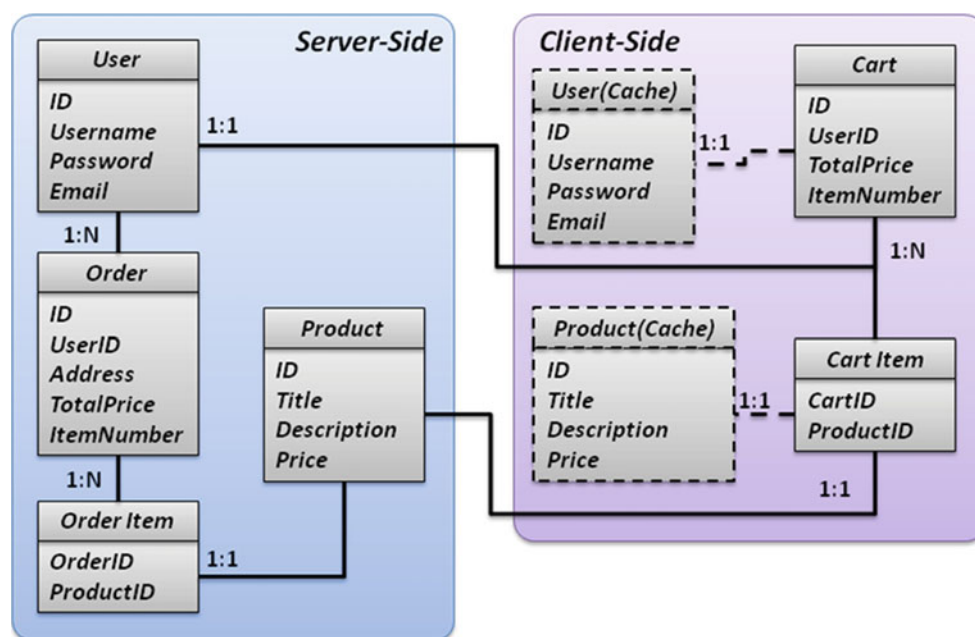 Server-Side
User
ID
Username
Password
Email
1:1
1:N
Order
ID
UserID
Address
TotalPrice
ItemNumber
1:N
Order Item
OrderID
ProductID
1:1
Product
ID
Title
Description
Price
Client-Side
User(Cache)
ID
Username
Password
Email
1:1
Cart
ID
UserID
TotalPrice
ItemNumber
1:N
Product(Cache)
ID
Title
Description
Price
1:1
Cart Item
CartID
ProductID
1:1